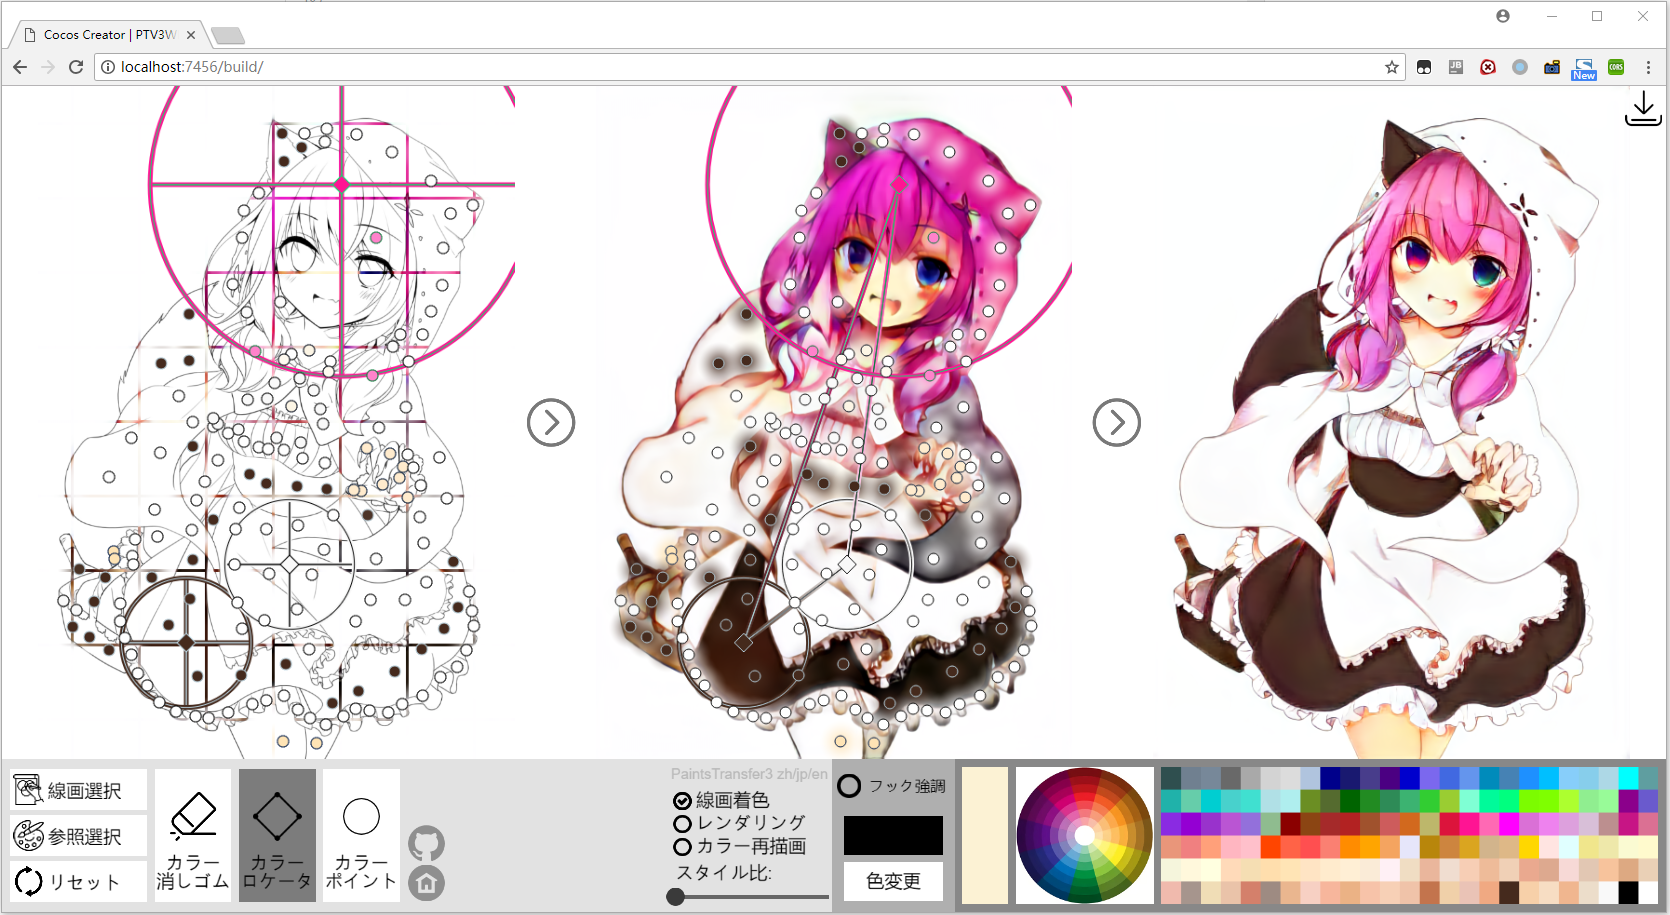 Cocos Creator | PTV3W
localhost:7456/build/
JB
New
CORS
線画選択
参照選択
リセット
カラー
消しゴム
カラー
ロケータ
カラー
ポイント
PaintsTransfer3 zh/jp/en
線画着色
レンダリング
カラー再描画
スタイル比:
フック強調
色変更